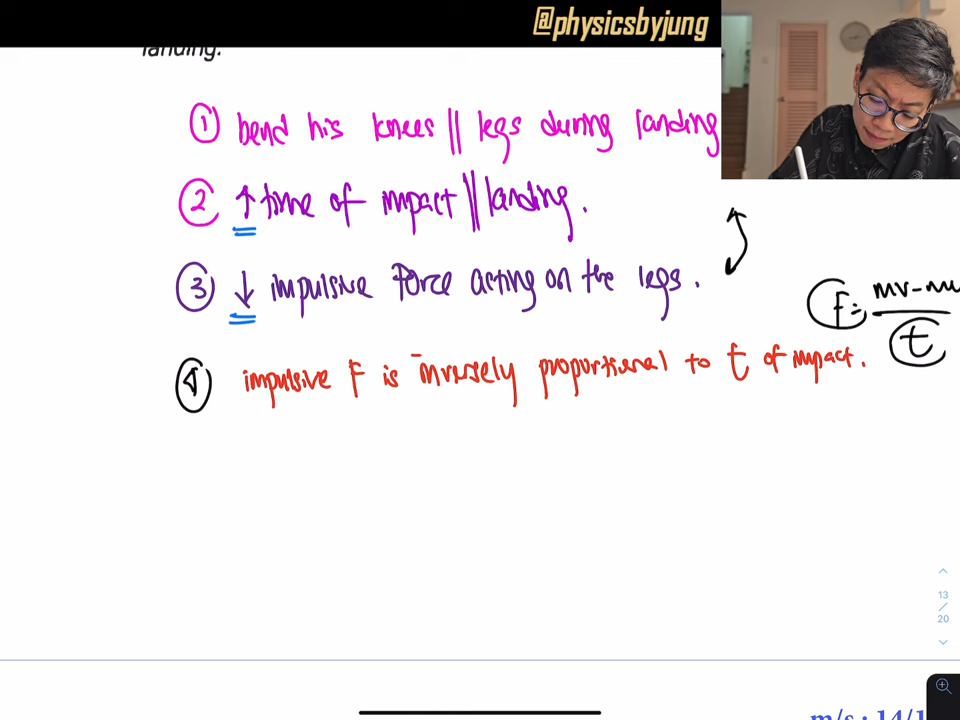 @physicsbyjung
landing.
① bend his knees || legs during landing
② ↑ time of impact || landing.
③ ↓ impulsive force acting on the legs.
F = mv-mu / t
④ impulsive F is inversely proportional to t of impact.
13
/
20